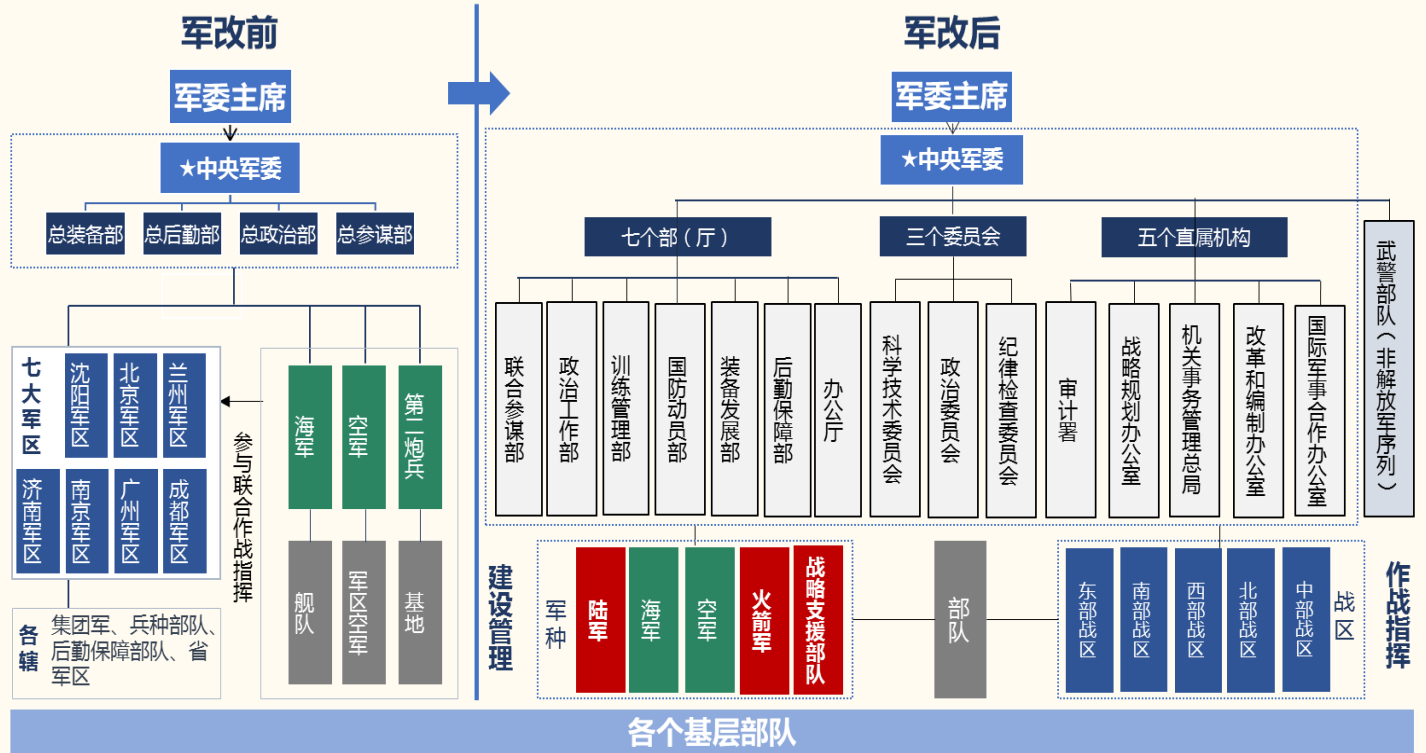 军改前
军委主席
★中央军委
总装备部
总后勤部
总政治部
总参谋部
七大军区
沈阳军区
北京军区
兰州军区
济南军区
南京军区
广州军区
成都军区
各辖
集团军、兵种部队、
后勤保障部队、省
军区
参与联合作战指挥
海军
空军
第二炮兵
舰队
军区空军
基地
军改后
军委主席
★中央军委
七个部（厅）
三个委员会
五个直属机构
武警部队（非解放军序列）
联合参谋部
政治工作部
训练管理部
国防动员部
装备发展部
后勤保障部
办公厅
科学技术委员会
政治委员会
纪律检查委员会
审计署
战略规划办公室
机关事务管理总局
改革和编制办公室
国际军事合作办公室
建设管理
军种
陆军
海军
空军
火箭军
战略支援部队
部队
东部战区
南部战区
西部战区
北部战区
中部战区
战区
作战指挥
各个基层部队